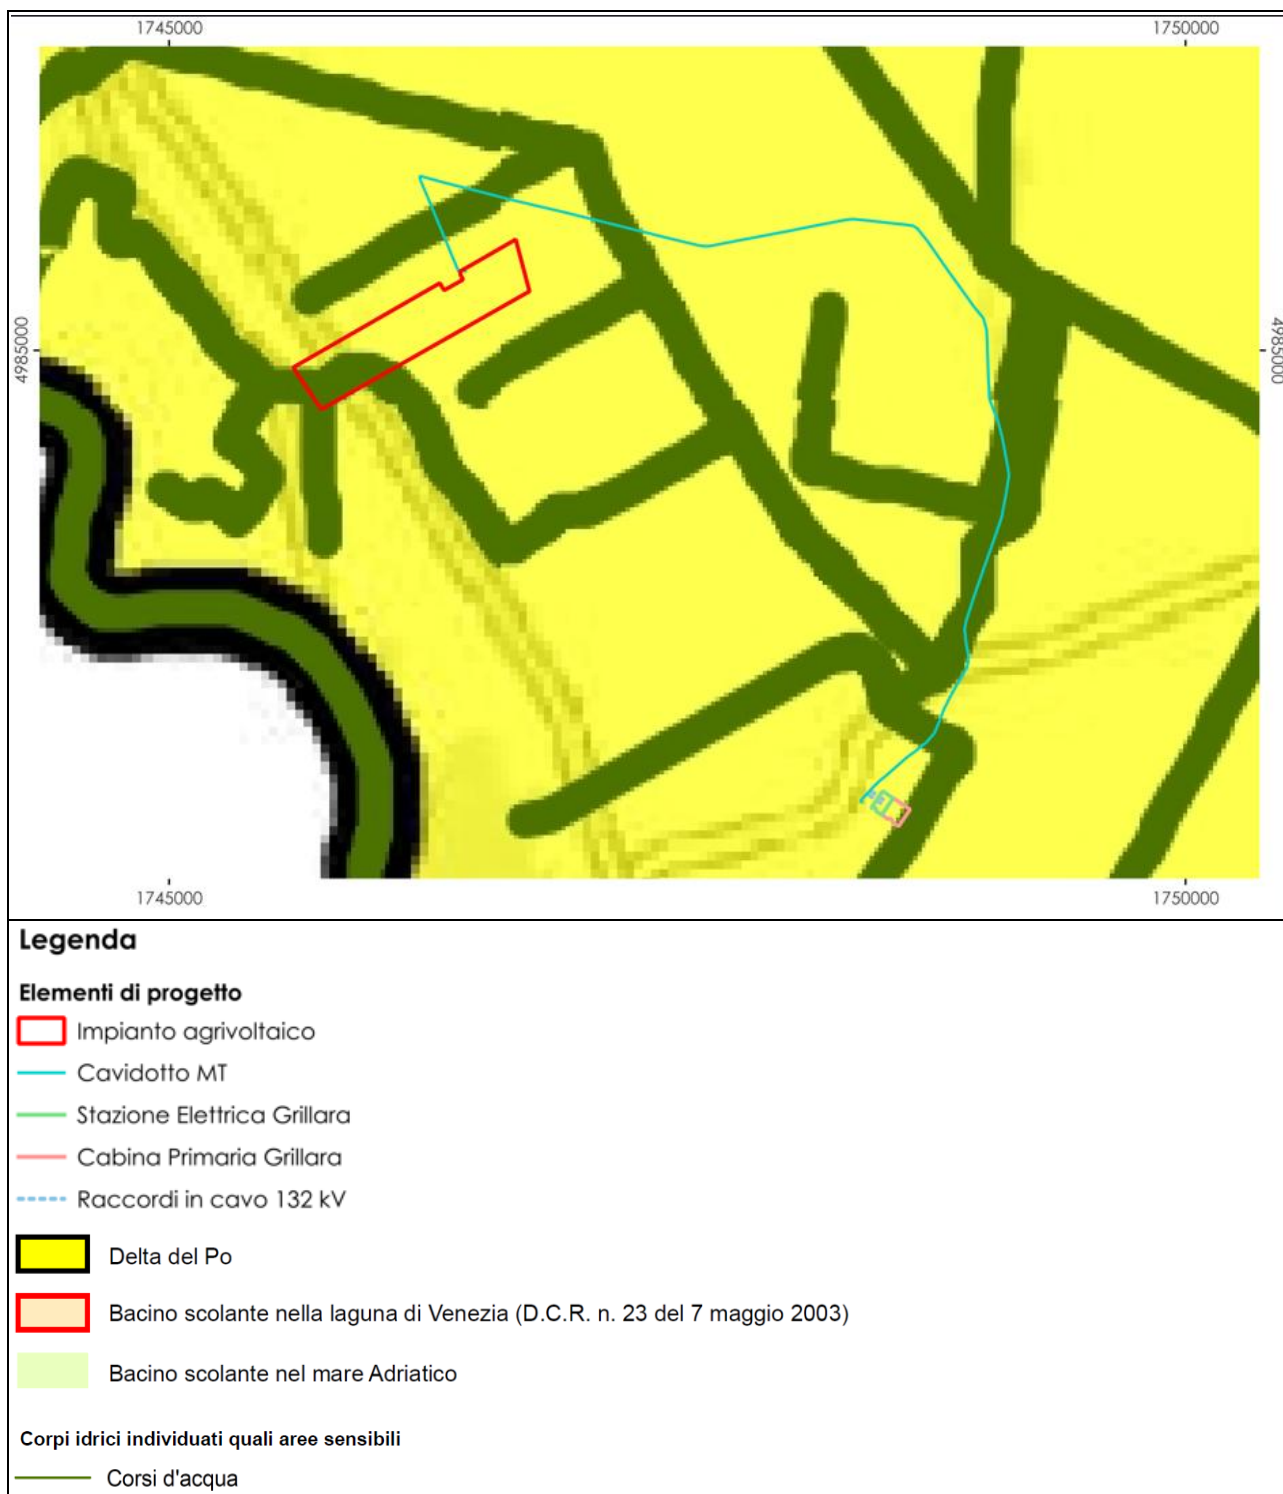 1745000 1750000
4985000 4985000
1745000 1750000
Legenda
Elementi di progetto
Impianto agrivoltaico
Cavidotto MT
Stazione Elettrica Grillara
Cabina Primaria Grillara
Raccordi in cavo 132 kV
Delta del Po
Bacino scolante nella laguna di Venezia (D.C.R. n. 23 del 7 maggio 2003)
Bacino scolante nel mare Adriatico
Corpi idrici individuati quali aree sensibili
Corsi d'acqua